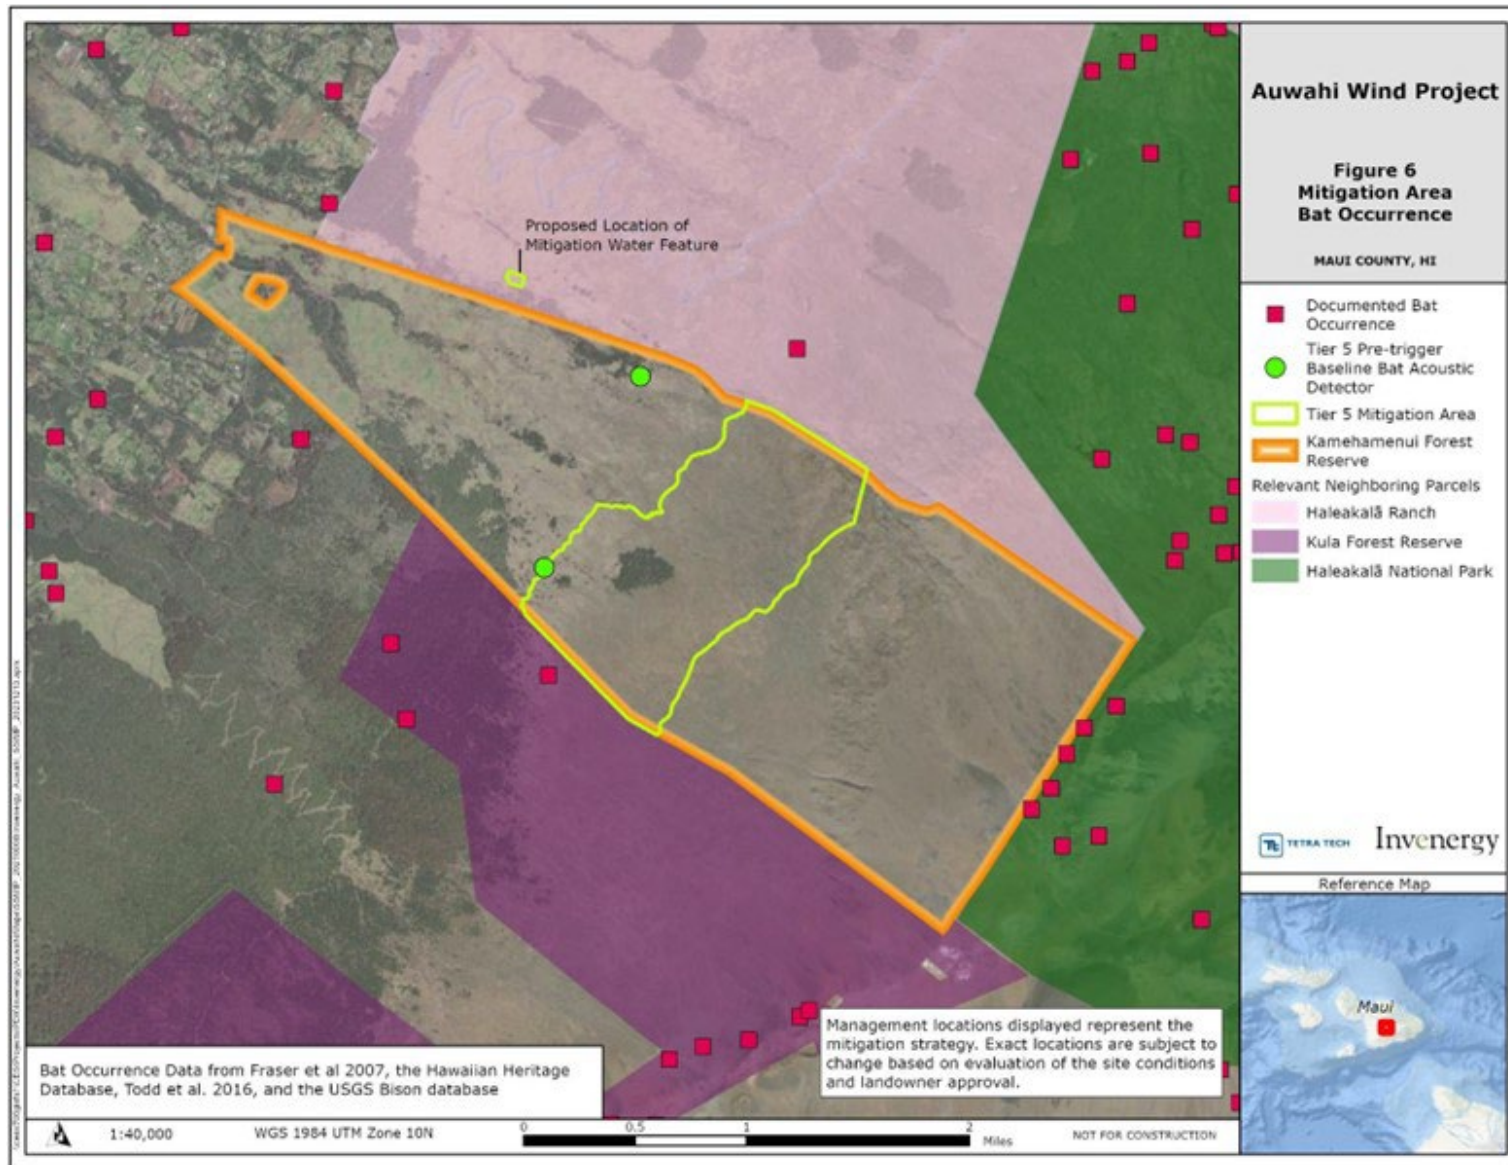 Auwahi Wind Project
Figure 6
Mitigation Area
Bat Occurrence
MAUI COUNTY, HI
Documented Bat
Occurrence
Tier 5 Pre-trigger
Baseline Bat Acoustic
Detector
Tier 5 Mitigation Area
Kamehamenui Forest
Reserve
Relevant Neighboring Parcels
Haleakalā Ranch
Kula Forest Reserve
Haleakalā National Park
TETRA TECH
Invenergy
Reference Map
Maui
Proposed Location of
Mitigation Water Feature
Management locations displayed represent the
mitigation strategy. Exact locations are subject to
change based on evaluation of the site conditions
and landowner approval.
Bat Occurrence Data from Fraser et al 2007, the Hawaiian Heritage
Database, Todd et al. 2016, and the USGS Bison database
N
1:40,000
WGS 1984 UTM Zone 10N
0 0.5 1 2
Miles
NOT FOR CONSTRUCTION